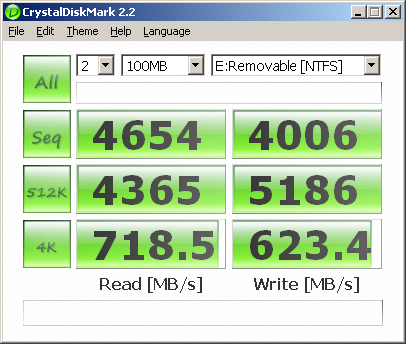 CrystalDiskMark 2.2
File Edit Theme Help Language
All 2 100MB E:Removable [NTFS]
Seq 4654 4006
512K 4365 5186
4K 718.5 623.4
Read [MB/s] Write [MB/s]